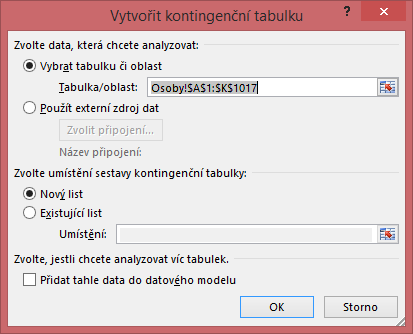 Vytvořit kontingenční tabulku
?
Zvolte data, která chcete analyzovat:
Vybrat tabulku či oblast
Tabulka/oblast: Osoby!$A$1:$K$1017
Použít externí zdroj dat
Zvolit připojení...
Název připojení:
Zvolte umístění sestavy kontingenční tabulky:
Nový list
Existující list
Umístění:
Zvolte, jestli chcete analyzovat víc tabulek.
Přidat tahle data do datového modelu
OK Storno